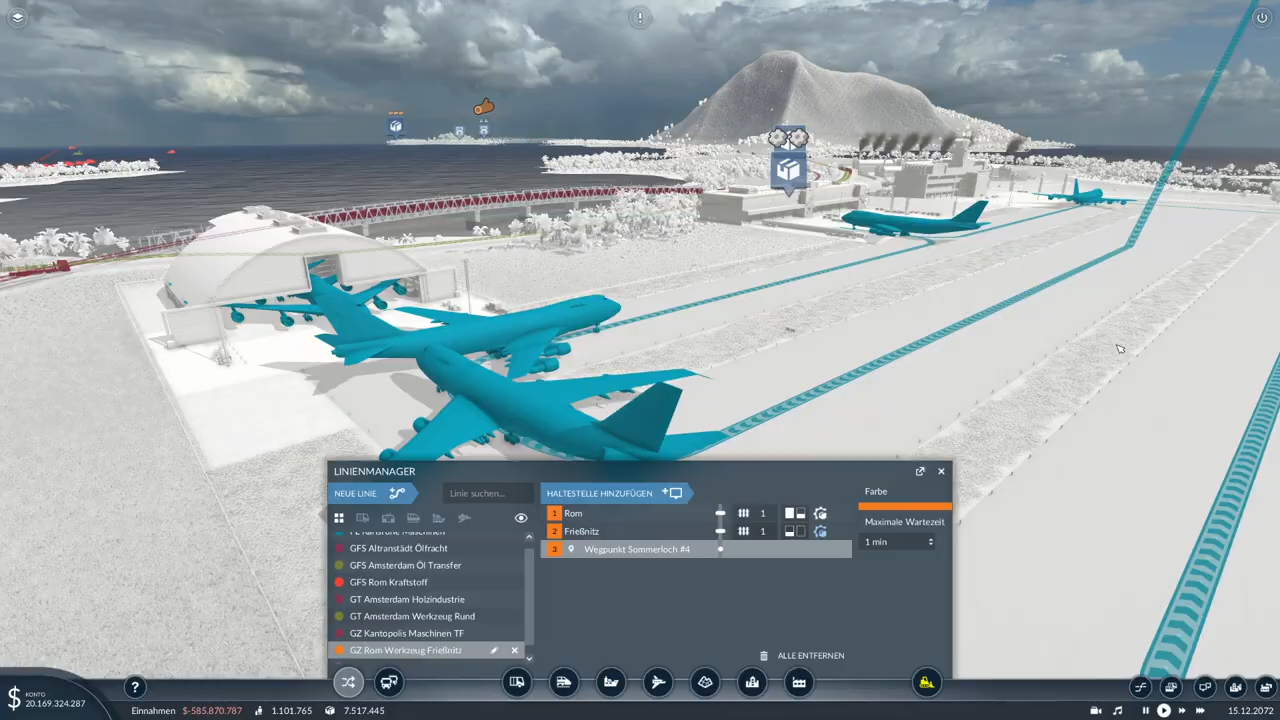 LINIENMANAGER
NEUE LINIE
Linie suchen...
HALTESTELLE HINZUFÜGEN
Farbe
1 Rom 1
Maximale Wartezeit
2 Frießnitz 1
1 min
3 Wegpunkt Sommerloch #4
GFS Altranstädt Ölfracht
GFS Amsterdam Öl Transfer
GFS Rom Kraftstoff
GT Amsterdam Holzindustrie
GT Amsterdam Werkzeug Rund
GZ Kantopolis Maschinen TF
GZ Rom Werkzeug Frießnitz
ALLE ENTFERNEN
?
$ KONTO
20.169.324.287
Einnahmen $-585.870.787 1.101.765 7.517.445
15.12.2072